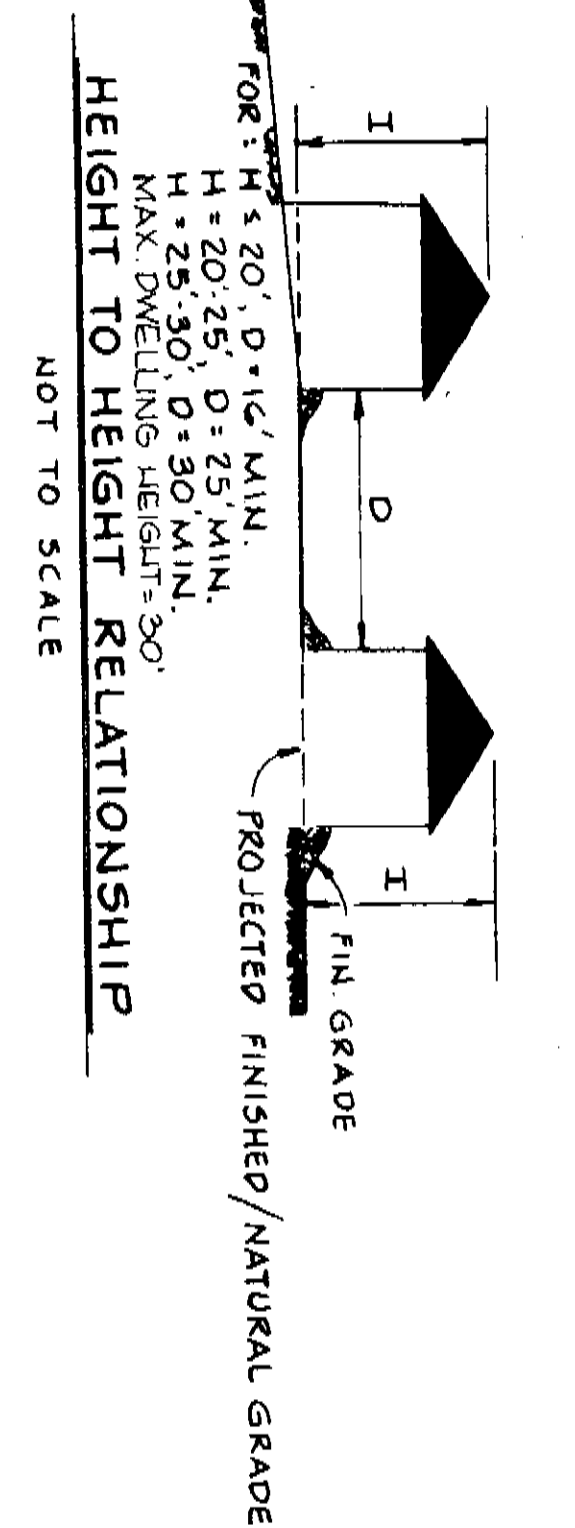 H
D
H
FIN. GRADE
PROJECTED FINISHED/NATURAL GRADE
FOR: H ≤ 20', D = 16' MIN.
H = 20'-25', D = 25' MIN.
H = 25'-30', D = 30' MIN.
MAX. DWELLING HEIGHT = 30'
HEIGHT TO HEIGHT RELATIONSHIP
NOT TO SCALE